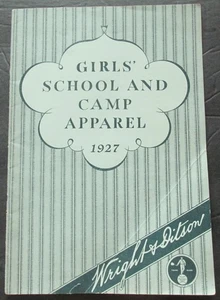 GIRLS'
SCHOOL AND
CAMP
APPAREL
1927
Wright & Ditson